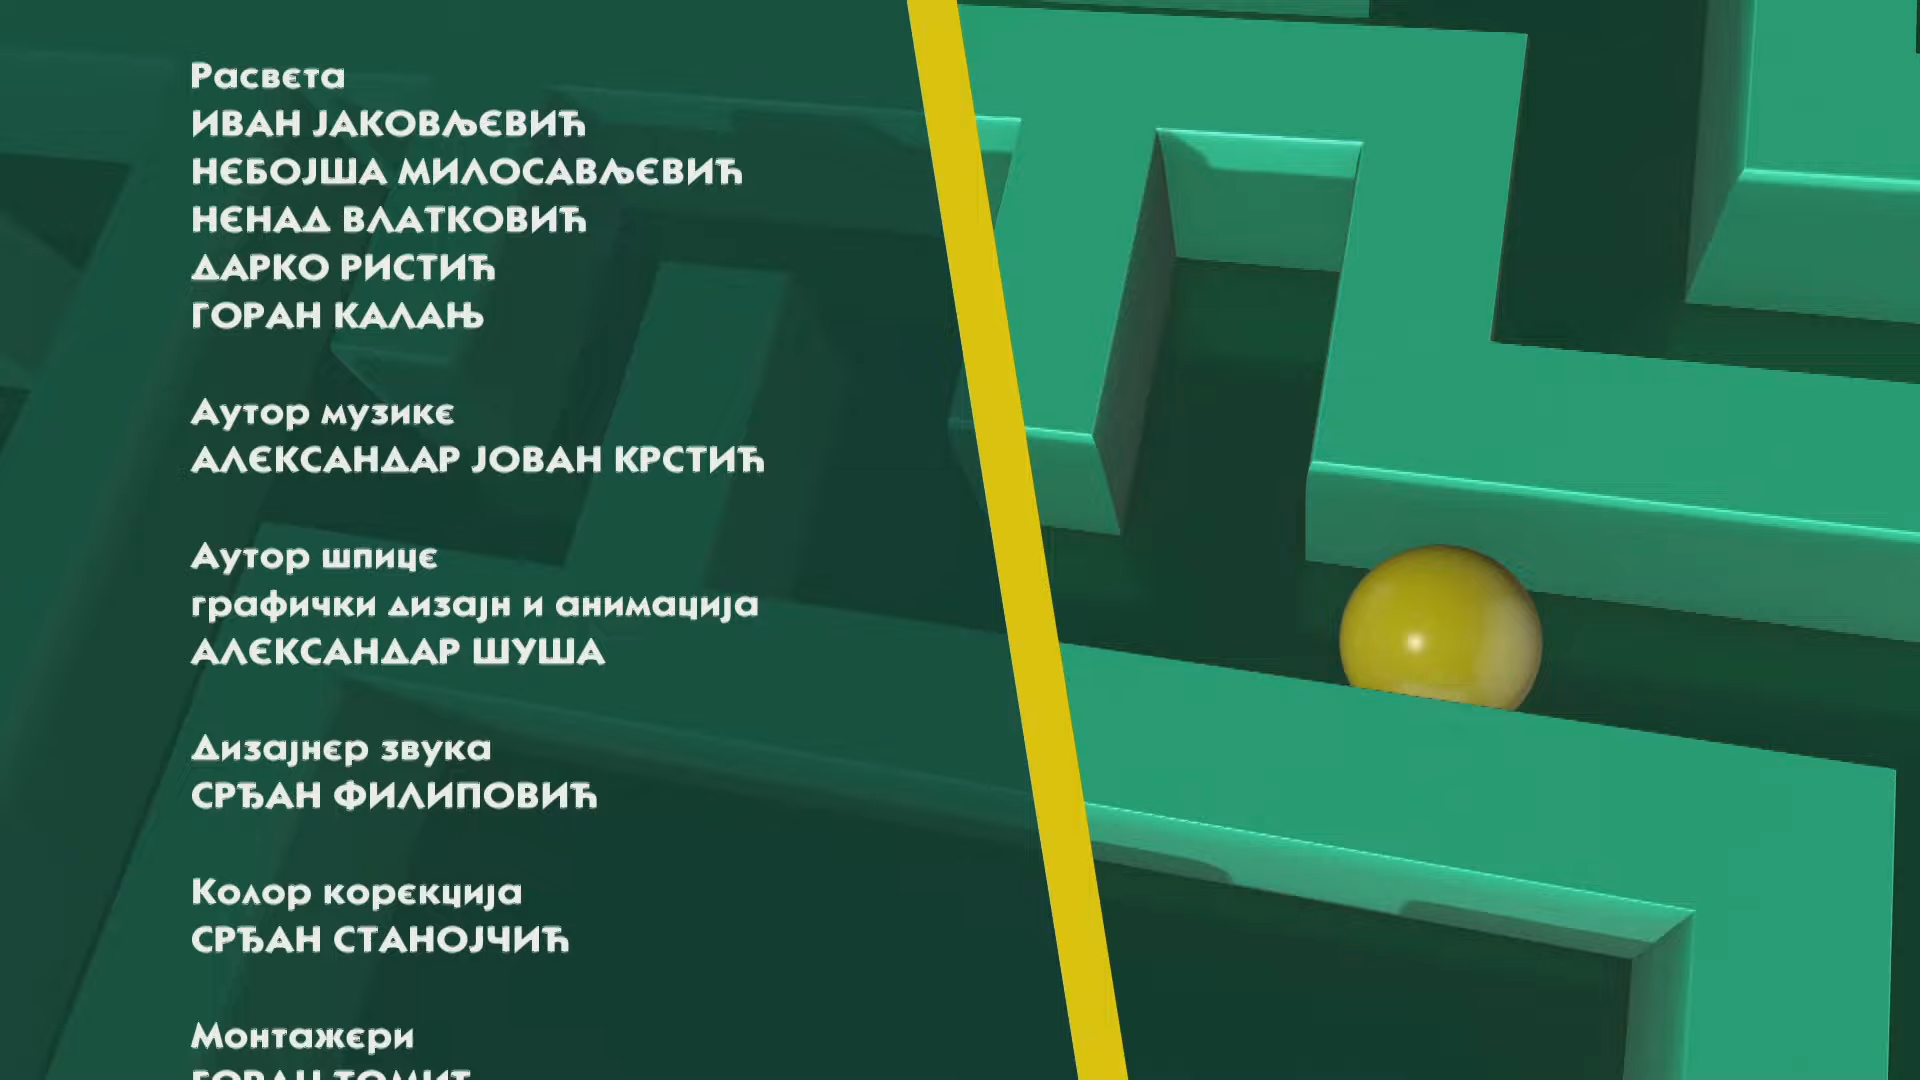 Расвета
ИВАН ЈАКОВЉЕВИЋ
НЕБОЈША МИЛОСАВЉЕВИЋ
НЕНАД ВЛАТКОВИЋ
ДАРКО РИСТИЋ
ГОРАН КАЛАЊ
Аутор музике
АЛЕКСАНДАР ЈОВАН КРСТИЋ
Аутор шпице
графички дизајн и анимација
АЛЕКСАНДАР ШУША
Дизајнер звука
СРЂАН ФИЛИПОВИЋ
Колор корекција
СРЂАН СТАНОЈЧИЋ
Монтажери